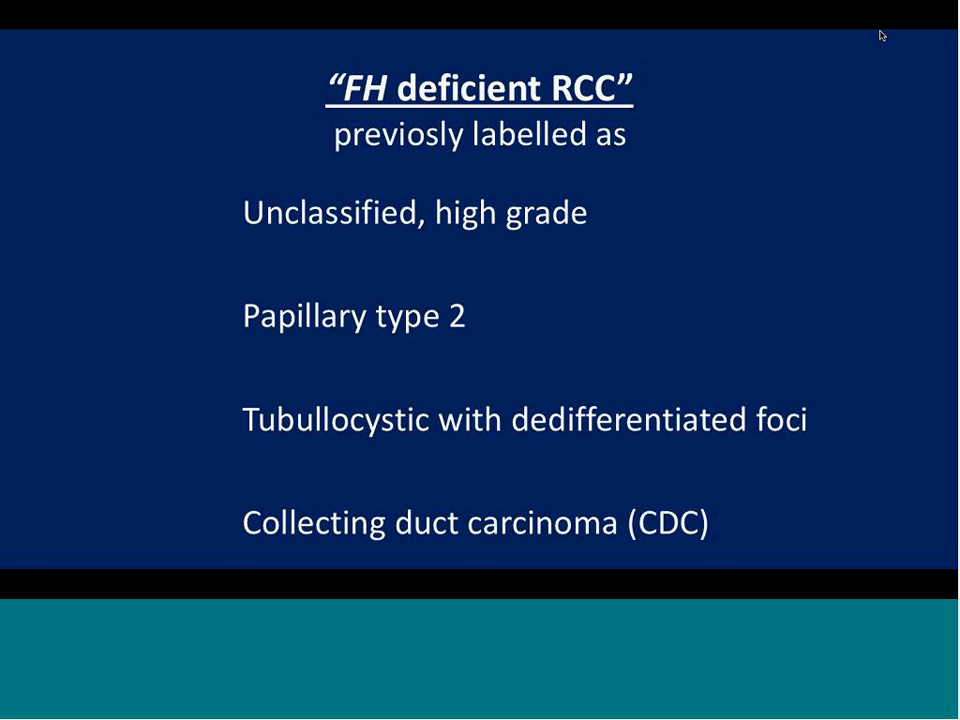 “FH deficient RCC”
previosly labelled as
Unclassified, high grade
Papillary type 2
Tubullocystic with dedifferentiated foci
Collecting duct carcinoma (CDC)